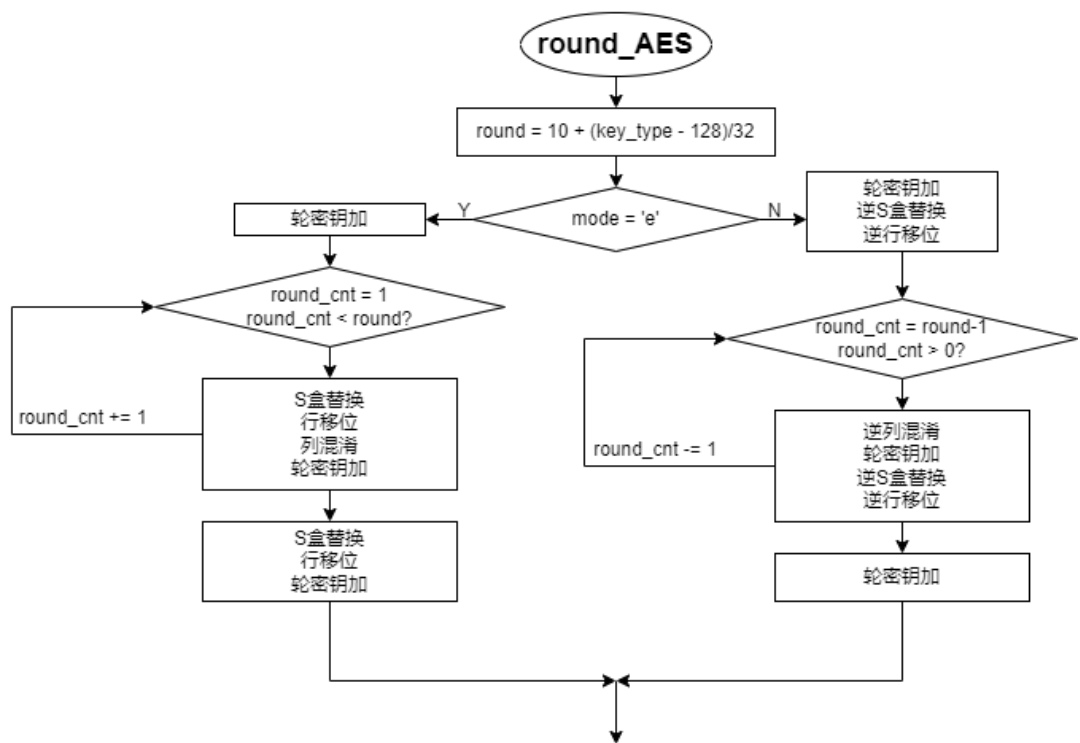 round_AES
round = 10 + (key_type - 128)/32
mode = 'e'
Y
N
轮密钥加
round_cnt = 1
round_cnt < round?
round_cnt += 1
S盒替换
行移位
列混淆
轮密钥加
S盒替换
行移位
轮密钥加
轮密钥加
逆S盒替换
逆行移位
round_cnt = round-1
round_cnt > 0?
round_cnt -= 1
逆列混淆
轮密钥加
逆S盒替换
逆行移位
轮密钥加